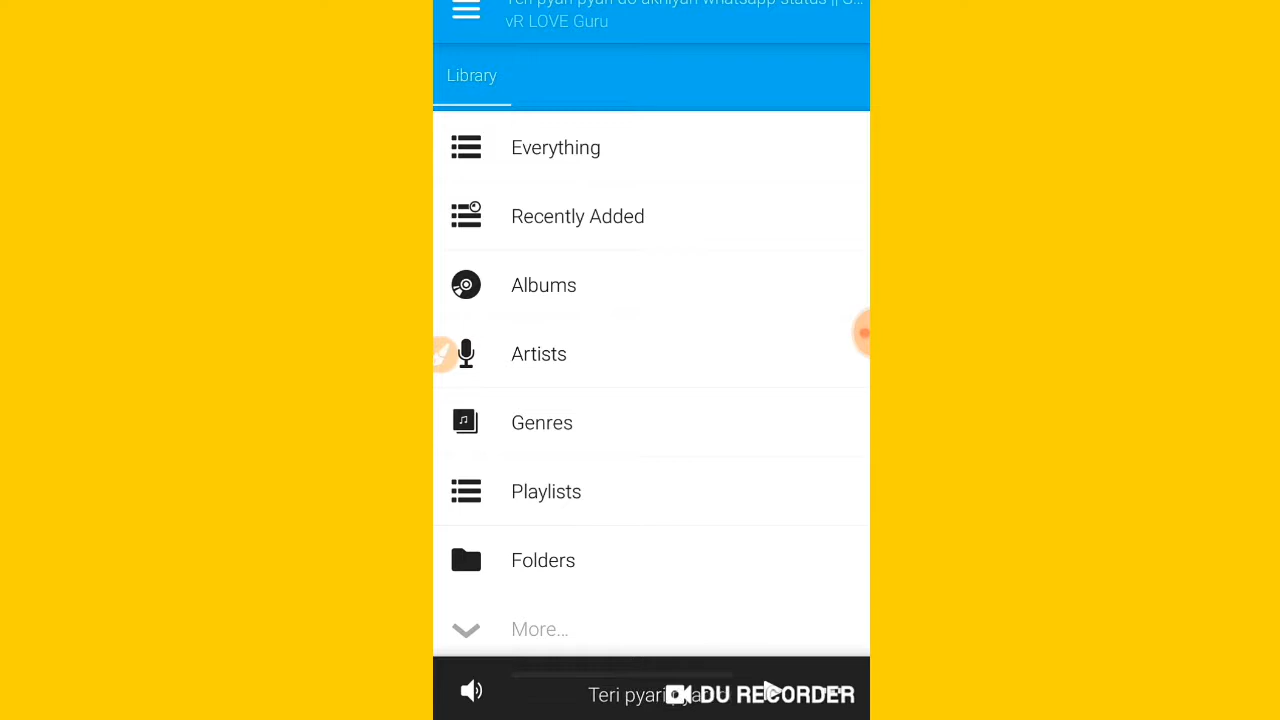 Teri pyari pyari do akhiyan whatsapp status || S...
vR LOVE Guru
Library
Everything
Recently Added
Albums
Artists
Genres
Playlists
Folders
More...
Teri pyari
DU RECORDER